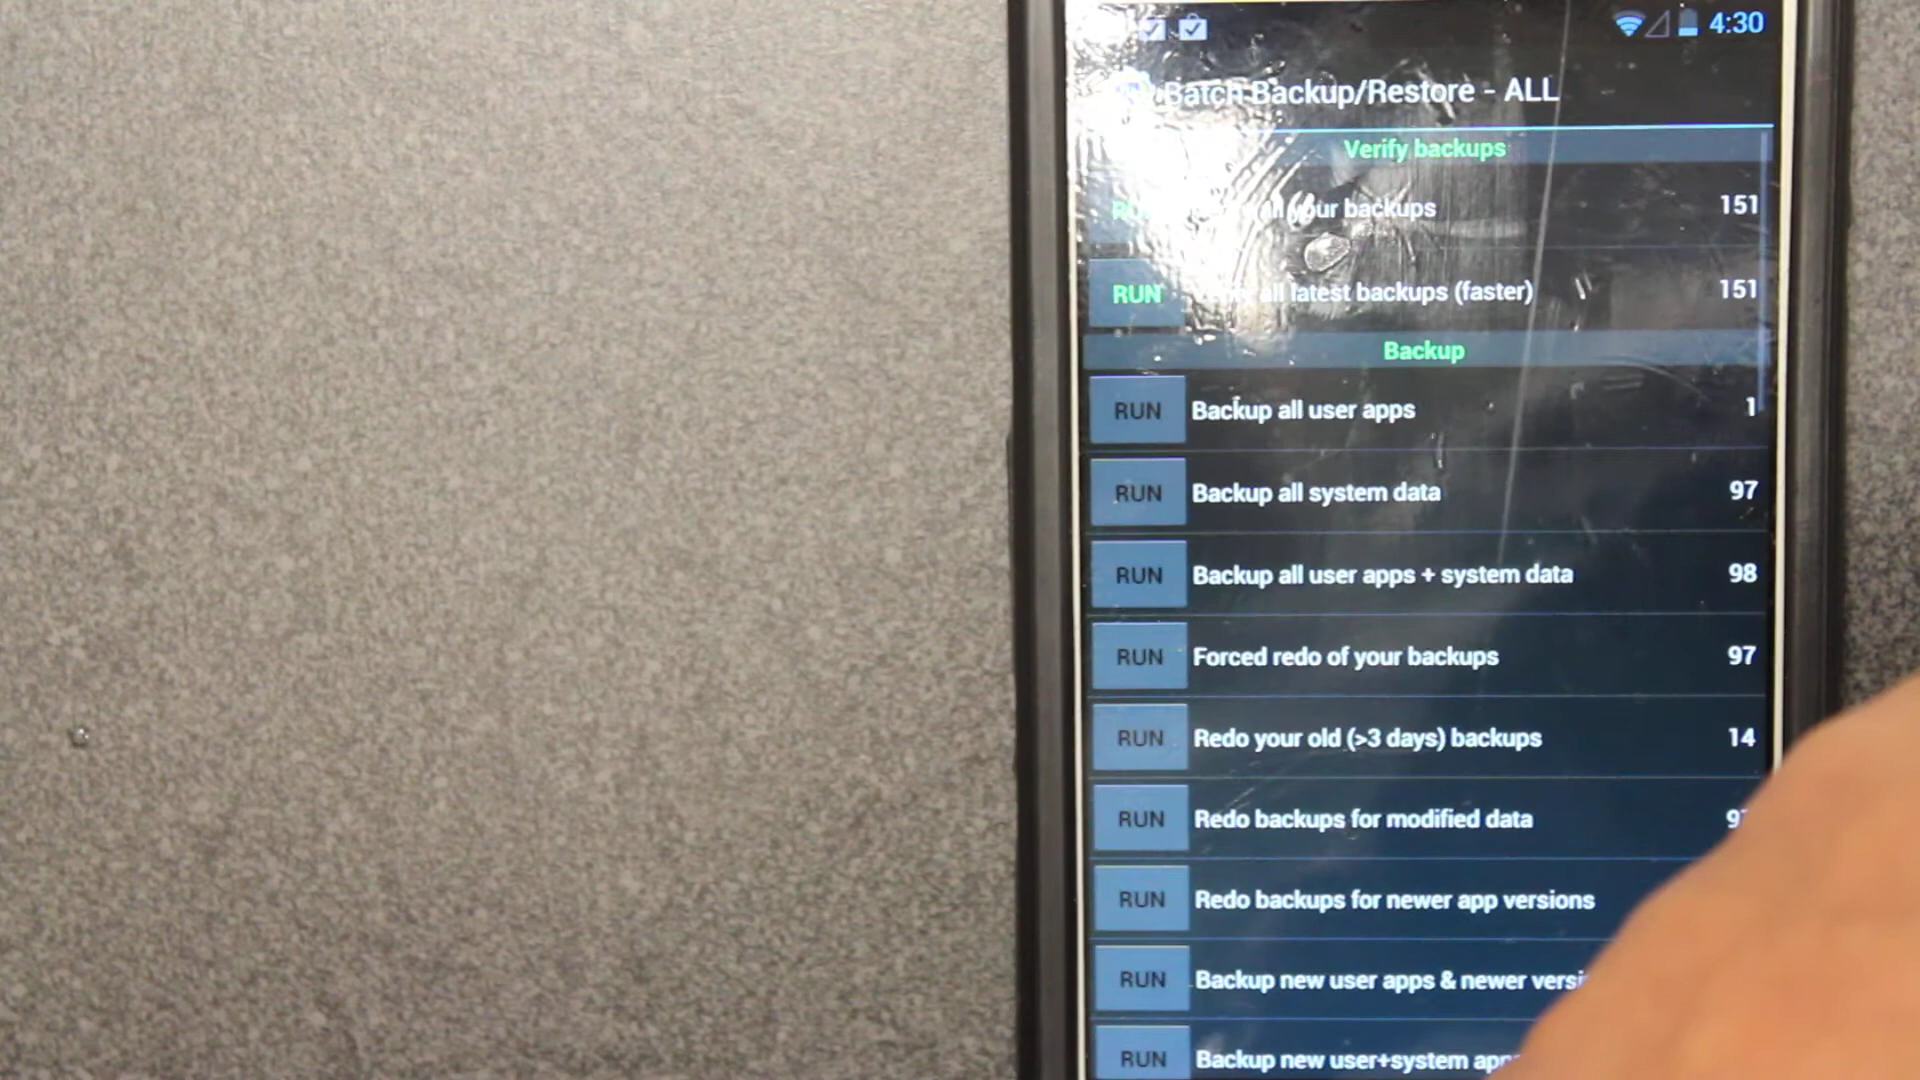 4:30
Batch Backup/Restore - ALL
Verify backups
all your backups 151
RUN all latest backups (faster) 151
Backup
RUN Backup all user apps 1
RUN Backup all system data 97
RUN Backup all user apps + system data 98
RUN Forced redo of your backups 97
RUN Redo your old (>3 days) backups 14
RUN Redo backups for modified data
RUN Redo backups for newer app versions
RUN Backup new user apps & newer
RUN Backup new user+system